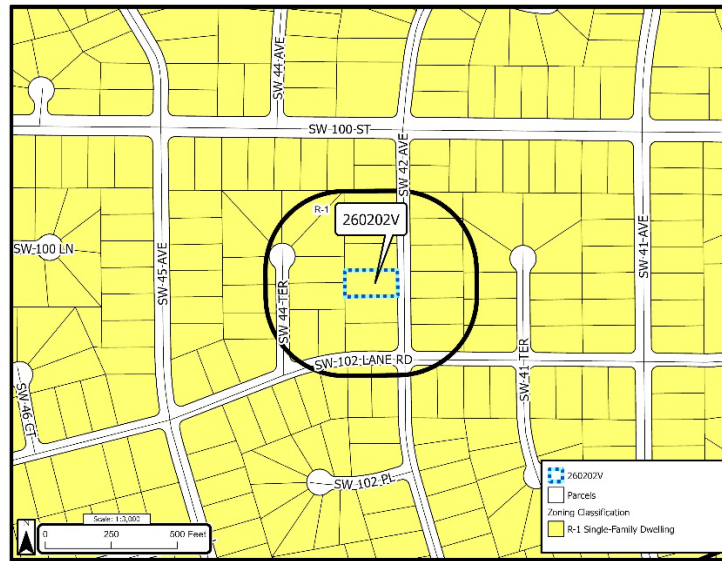 SW 44 AVE
SW 42 AVE
SW 100 ST
R-1
260202V
SW 100 LN
SW 45 AVE
SW 41 AVE
SW 44 TER
SW 102 LANE RD
SW 41 TER
SW 46 CT
SW 102 PL
Scale: 1:3,000
0 250 500 Feet
260202V
Parcels
Zoning Classification
R-1 Single-Family Dwelling